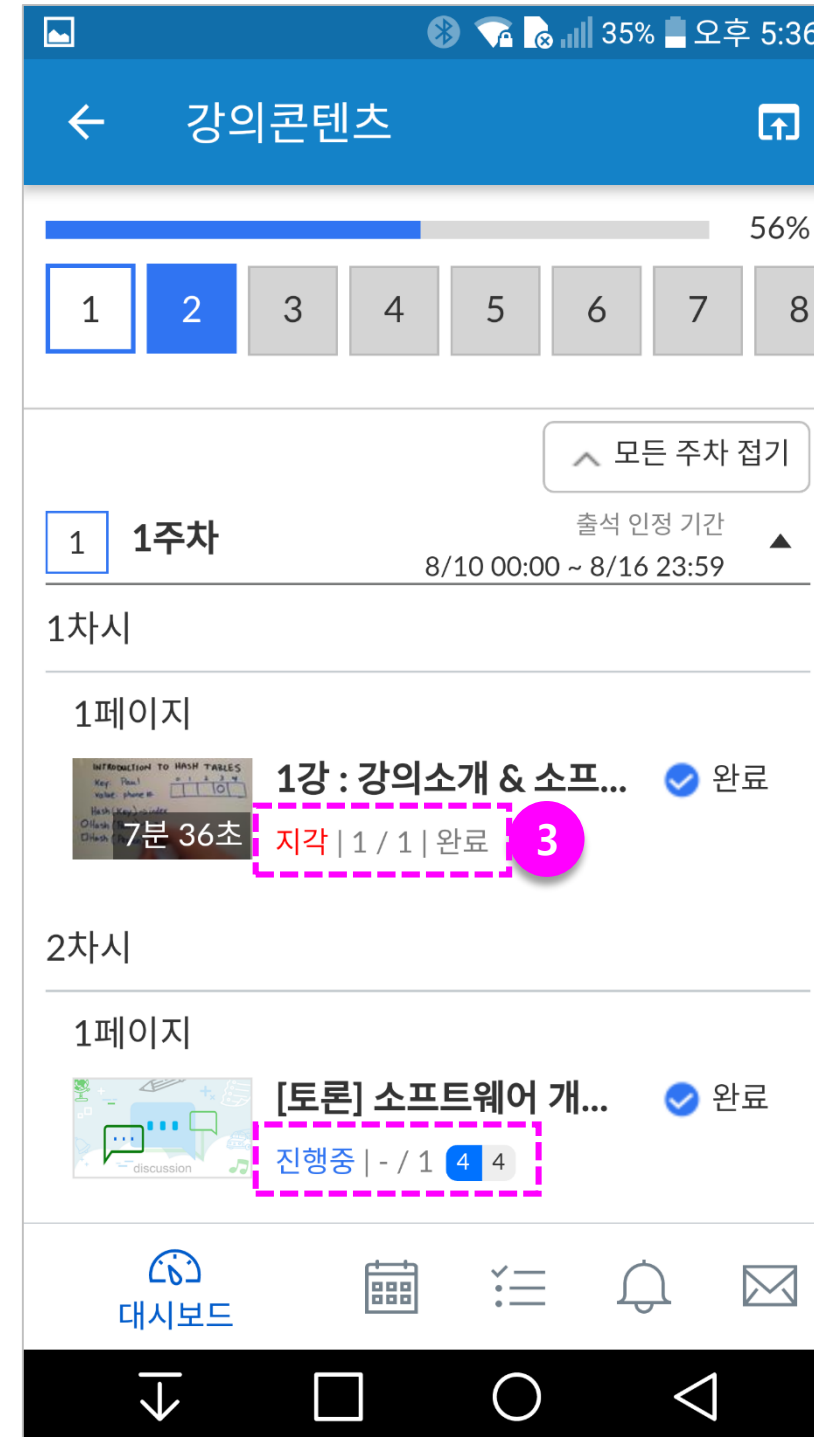 35% 오후 5:36
강의콘텐츠
56%
1 2 3 4 5 6 7 8
모든 주차 접기
1 1주차 출석 인정 기간
8/10 00:00 ~ 8/16 23:59
1차시
1페이지
INTRODUCTION TO HASH TABLES
7분 36초
1강 : 강의소개 & 소프... 완료
지각 | 1 / 1 | 완료 3
2차시
1페이지
discussion
[토론] 소프트웨어 개... 완료
진행중 | - / 1 4 4
대시보드